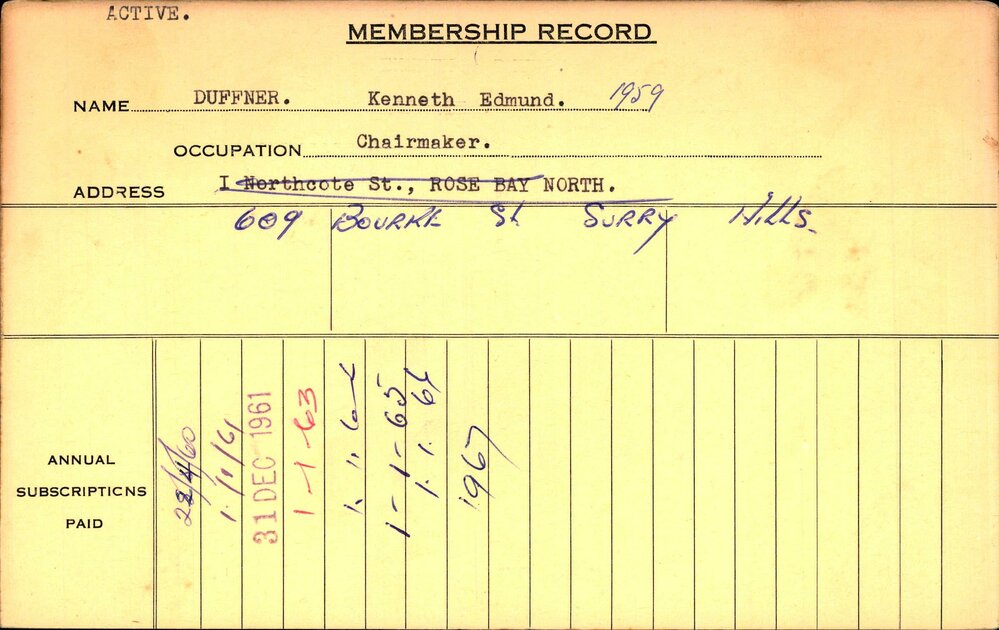 ACTIVE.
MEMBERSHIP RECORD
NAME DUFFNER. Kenneth Edmund. 1959
OCCUPATION Chairmaker.
ADDRESS I Northcote St., ROSE BAY NORTH.
609 BOURKE St SURRY Hills.
ANNUAL
SUBSCRIPTIONS
PAID
28/4/60
1/1/61
31 DEC 1961
1-1-63
1. 1. 64
1-1-65
1. 1. 66
1967